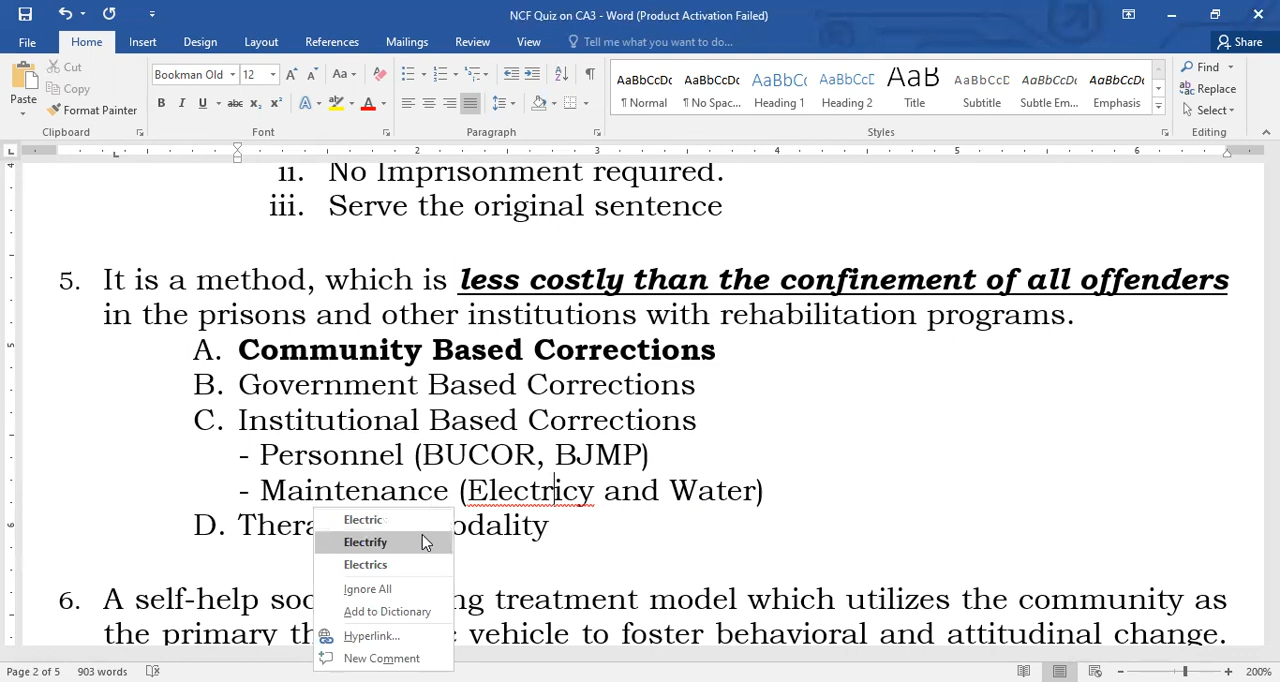 NCF Quiz on CA3 - Word (Product Activation Failed)
File Home Insert Design Layout References Mailings Review View Tell me what you want to do... Share
Cut
Copy
Format Painter
Paste
Bookman Old 12
AaBbCcDc AaBbCcDc AaBbCc AaBbCcD AaB AaBbCcD AaBbCcDc AaBbCcDc
¶ Normal ¶ No Spac... Heading 1 Heading 2 Title Subtitle Subtle Em... Emphasis
Find
Replace
Select
Clipboard Font Paragraph Styles Editing
2 3 4 5 6
ii. No Imprisonment required.
iii. Serve the original sentence
5. It is a method, which is less costly than the confinement of all offenders
in the prisons and other institutions with rehabilitation programs.
A. Community Based Corrections
B. Government Based Corrections
C. Institutional Based Corrections
- Personnel (BUCOR, BJMP)
- Maintenance (Electricy and Water)
D. Thera odality
Electric
Electrify
Electrics
Ignore All
Add to Dictionary
Hyperlink...
New Comment
6. A self-help soc ng treatment model which utilizes the community as
the primary th c vehicle to foster behavioral and attitudinal change.
Page 2 of 5 903 words 200%